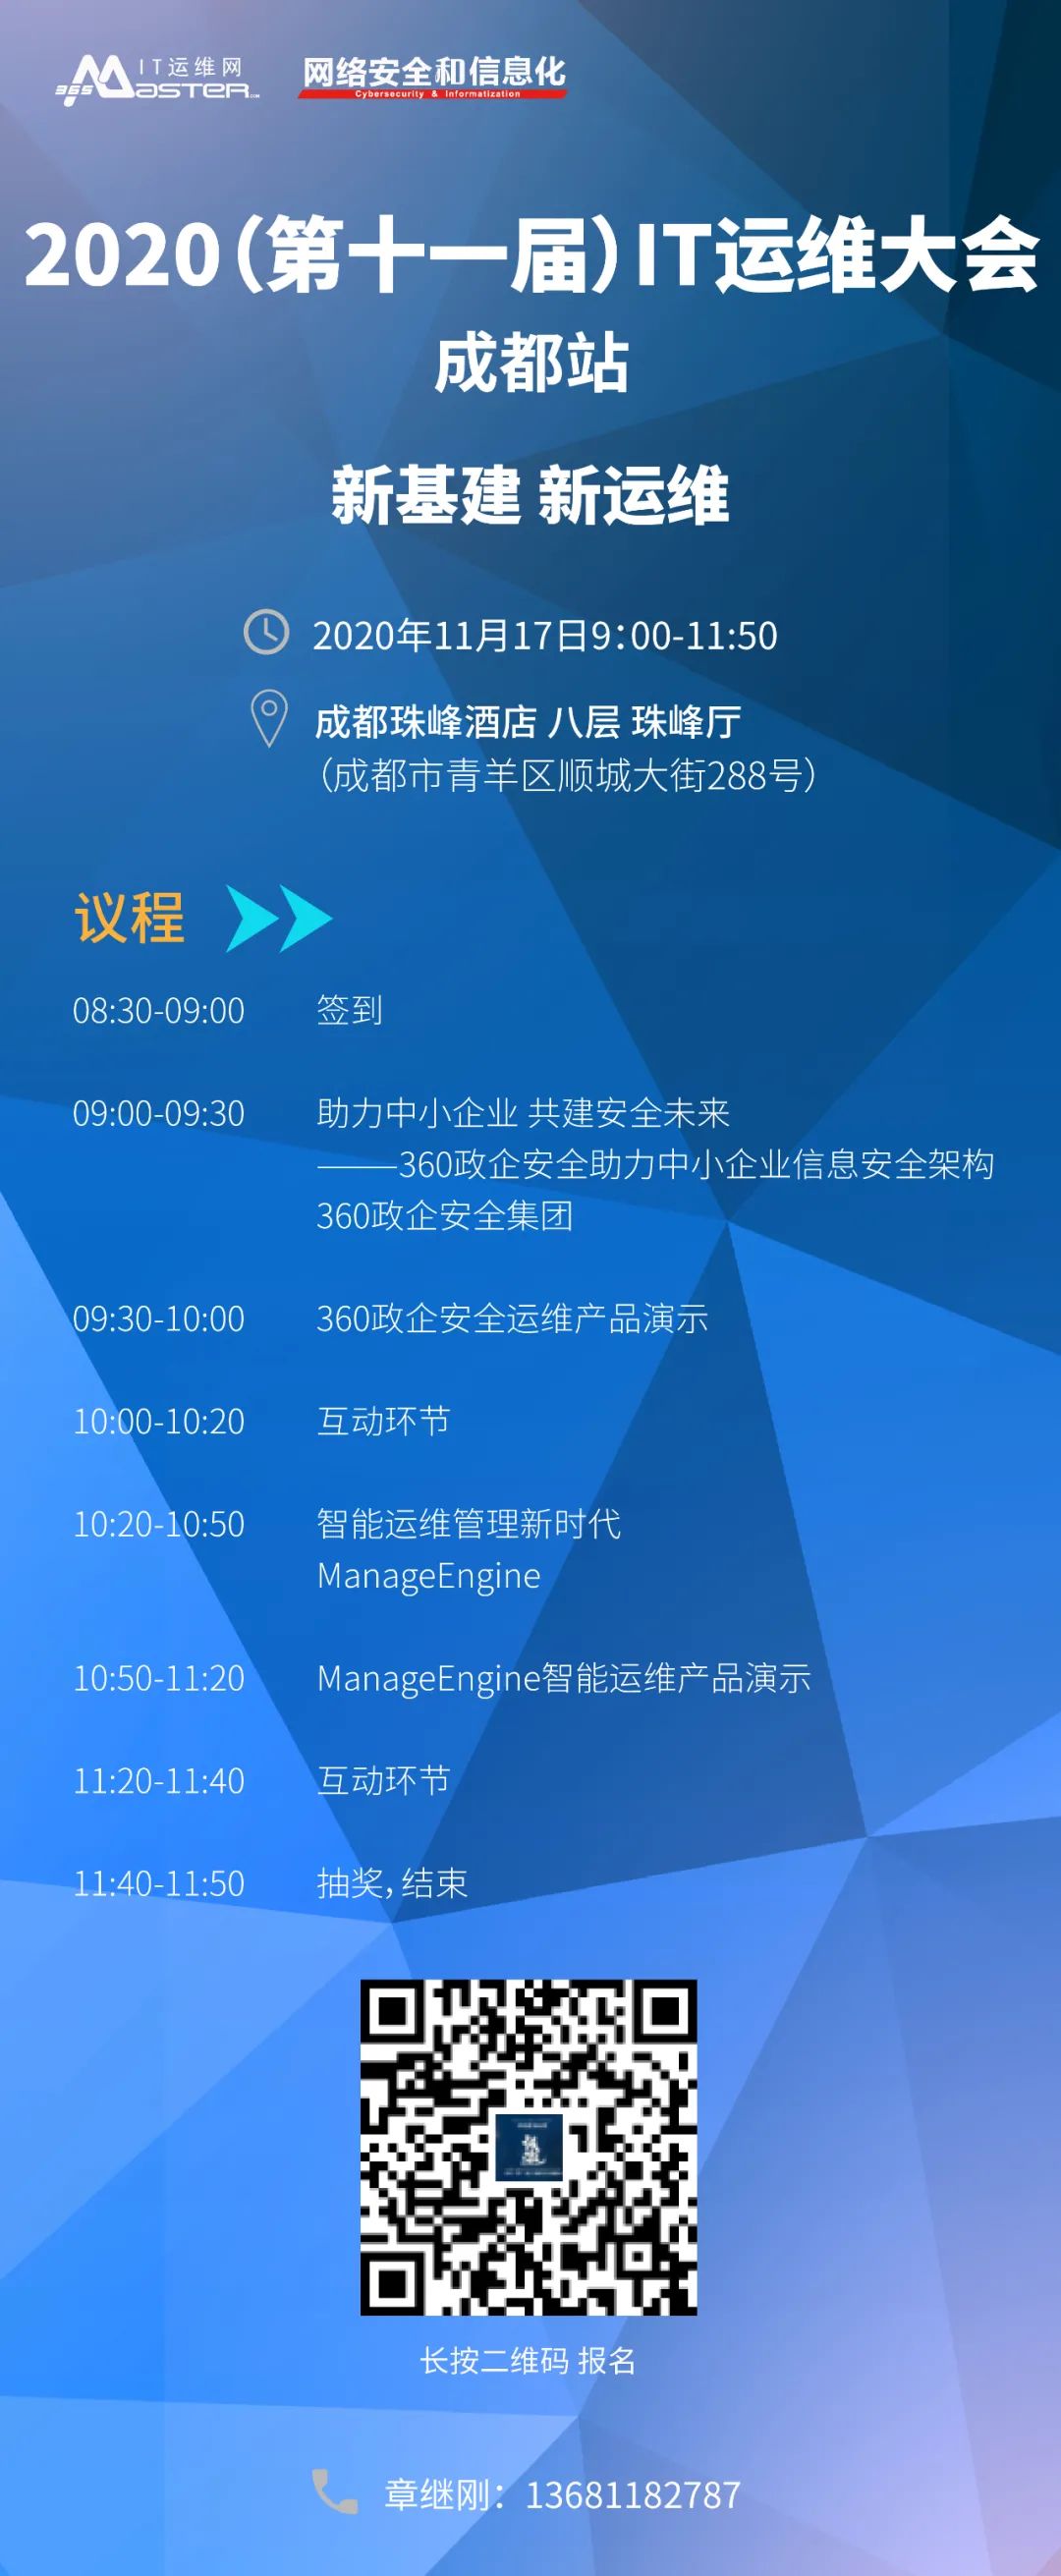 IT运维网
365 MASTER.COM
网络安全和信息化
Cybersecurity & Informatization
2020（第十一届）IT运维大会
成都站
新基建 新运维
2020年11月17日9：00-11:50
成都珠峰酒店 八层 珠峰厅
（成都市青羊区顺城大街288号）
议程
08:30-09:00 签到
09:00-09:30 助力中小企业 共建安全未来
——360政企安全助力中小企业信息安全架构
360政企安全集团
09:30-10:00 360政企安全运维产品演示
10:00-10:20 互动环节
10:20-10:50 智能运维管理新时代
ManageEngine
10:50-11:20 ManageEngine智能运维产品演示
11:20-11:40 互动环节
11:40-11:50 抽奖，结束
长按二维码 报名
章继刚：13681182787